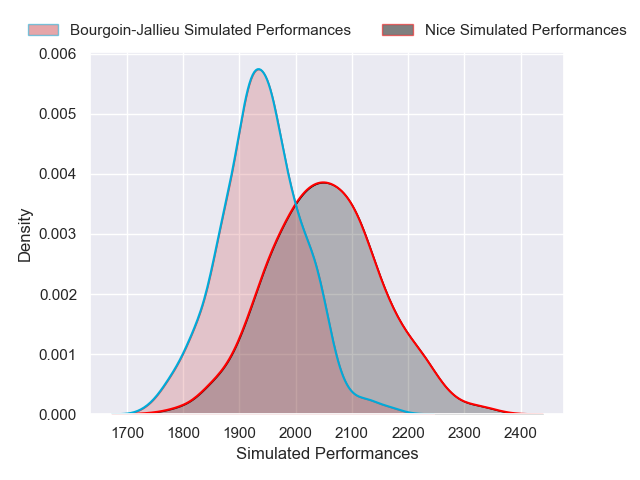 Bourgoin-Jallieu Simulated Performances Nice Simulated Performances
0.006
0.005
0.004
0.003
0.002
0.001
0.000
Density
1700 1800 1900 2000 2100 2200 2300 2400
Simulated Performances